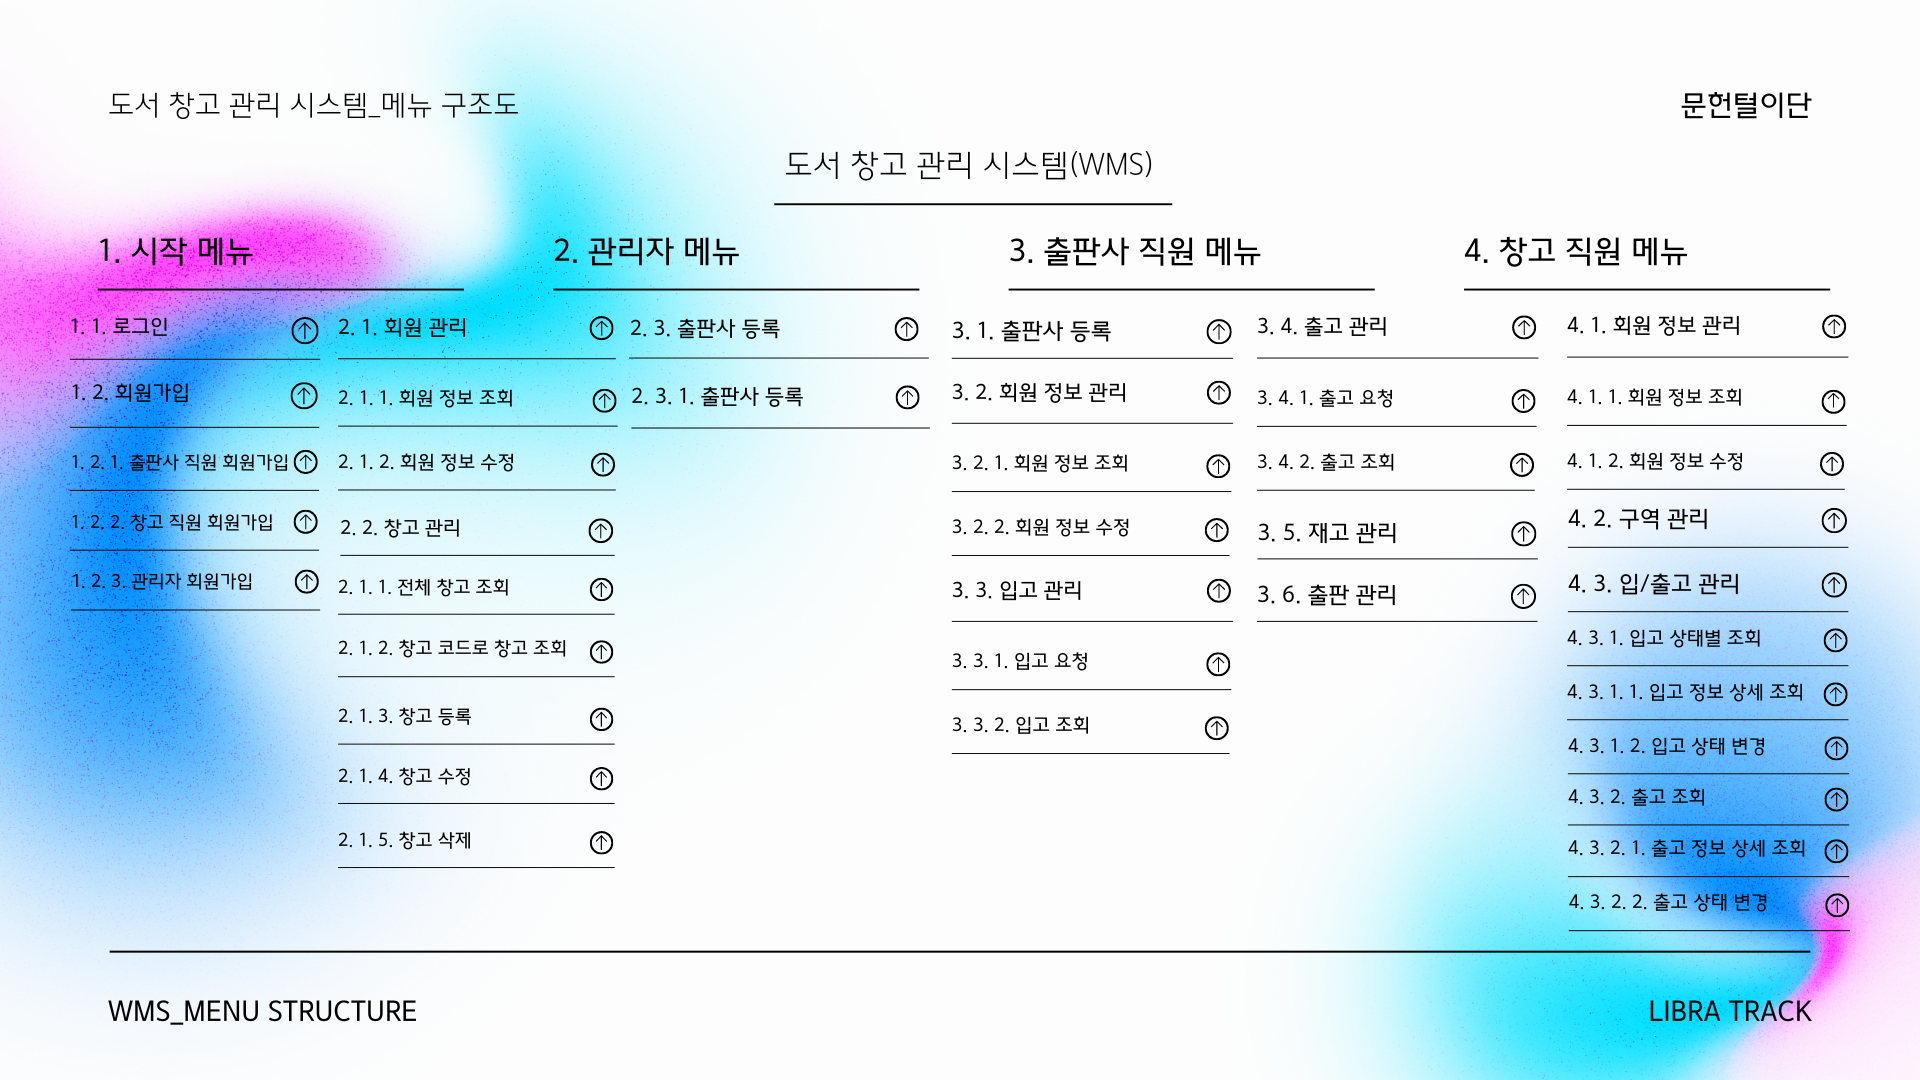 도서 창고 관리 시스템_메뉴 구조도
문헌털이단
도서 창고 관리 시스템(WMS)
1. 시작 메뉴
1. 1. 로그인
1. 2. 회원가입
1. 2. 1. 출판사 직원 회원가입
1. 2. 2. 창고 직원 회원가입
1. 2. 3. 관리자 회원가입
2. 관리자 메뉴
2. 1. 회원 관리
2. 1. 1. 회원 정보 조회
2. 1. 2. 회원 정보 수정
2. 2. 창고 관리
2. 1. 1. 전체 창고 조회
2. 1. 2. 창고 코드로 창고 조회
2. 1. 3. 창고 등록
2. 1. 4. 창고 수정
2. 1. 5. 창고 삭제
2. 3. 출판사 등록
2. 3. 1. 출판사 등록
3. 출판사 직원 메뉴
3. 1. 출판사 등록
3. 2. 회원 정보 관리
3. 2. 1. 회원 정보 조회
3. 2. 2. 회원 정보 수정
3. 3. 입고 관리
3. 3. 1. 입고 요청
3. 3. 2. 입고 조회
3. 4. 출고 관리
3. 4. 1. 출고 요청
3. 4. 2. 출고 조회
3. 5. 재고 관리
3. 6. 출판 관리
4. 창고 직원 메뉴
4. 1. 회원 정보 관리
4. 1. 1. 회원 정보 조회
4. 1. 2. 회원 정보 수정
4. 2. 구역 관리
4. 3. 입/출고 관리
4. 3. 1. 입고 상태별 조회
4. 3. 1. 1. 입고 정보 상세 조회
4. 3. 1. 2. 입고 상태 변경
4. 3. 2. 출고 조회
4. 3. 2. 1. 출고 정보 상세 조회
4. 3. 2. 2. 출고 상태 변경
WMS_MENU STRUCTURE
LIBRA TRACK